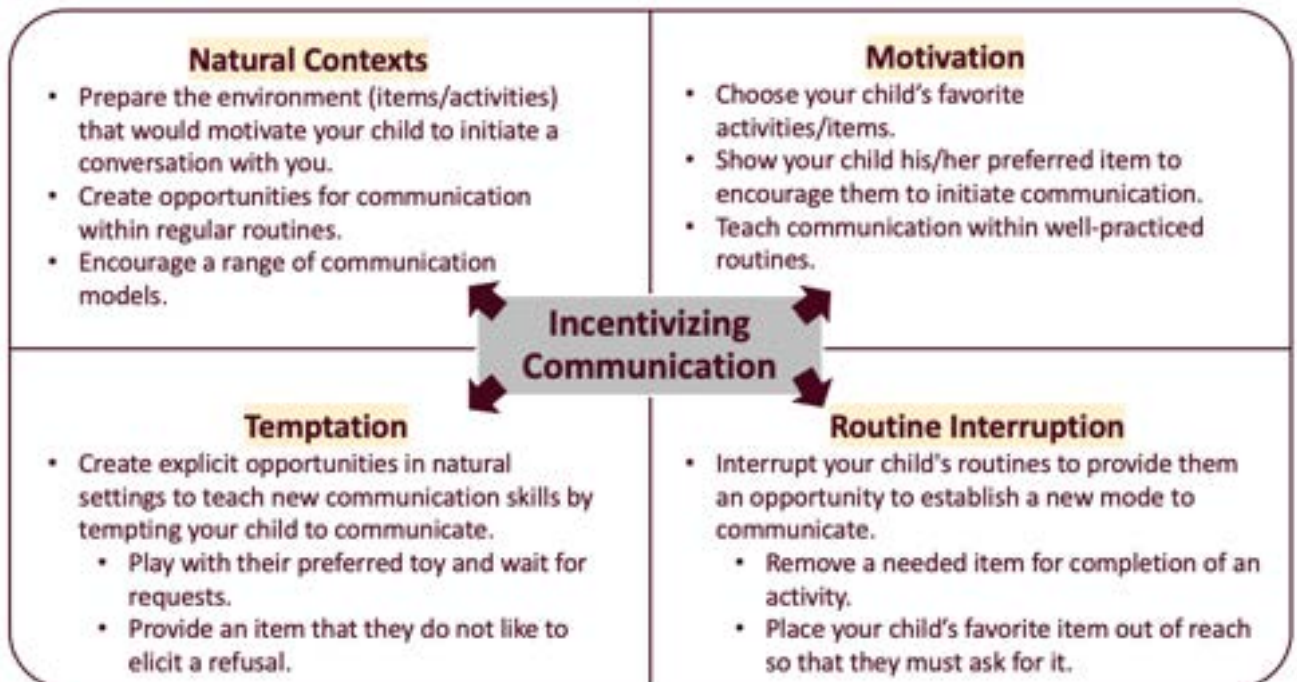 Natural Contexts
• Prepare the environment (items/activities)
that would motivate your child to initiate a
conversation with you.
• Create opportunities for communication
within regular routines.
• Encourage a range of communication
models.
Motivation
• Choose your child's favorite
activities/items.
• Show your child his/her preferred item to
encourage them to initiate communication.
• Teach communication within well-practiced
routines.
Incentivizing
Communication
Temptation
• Create explicit opportunities in natural
settings to teach new communication skills by
tempting your child to communicate.
• Play with their preferred toy and wait for
requests.
• Provide an item that they do not like to
elicit a refusal.
Routine Interruption
• Interrupt your child's routines to provide them
an opportunity to establish a new mode to
communicate.
• Remove a needed item for completion of an
activity.
• Place your child's favorite item out of reach
so that they must ask for it.